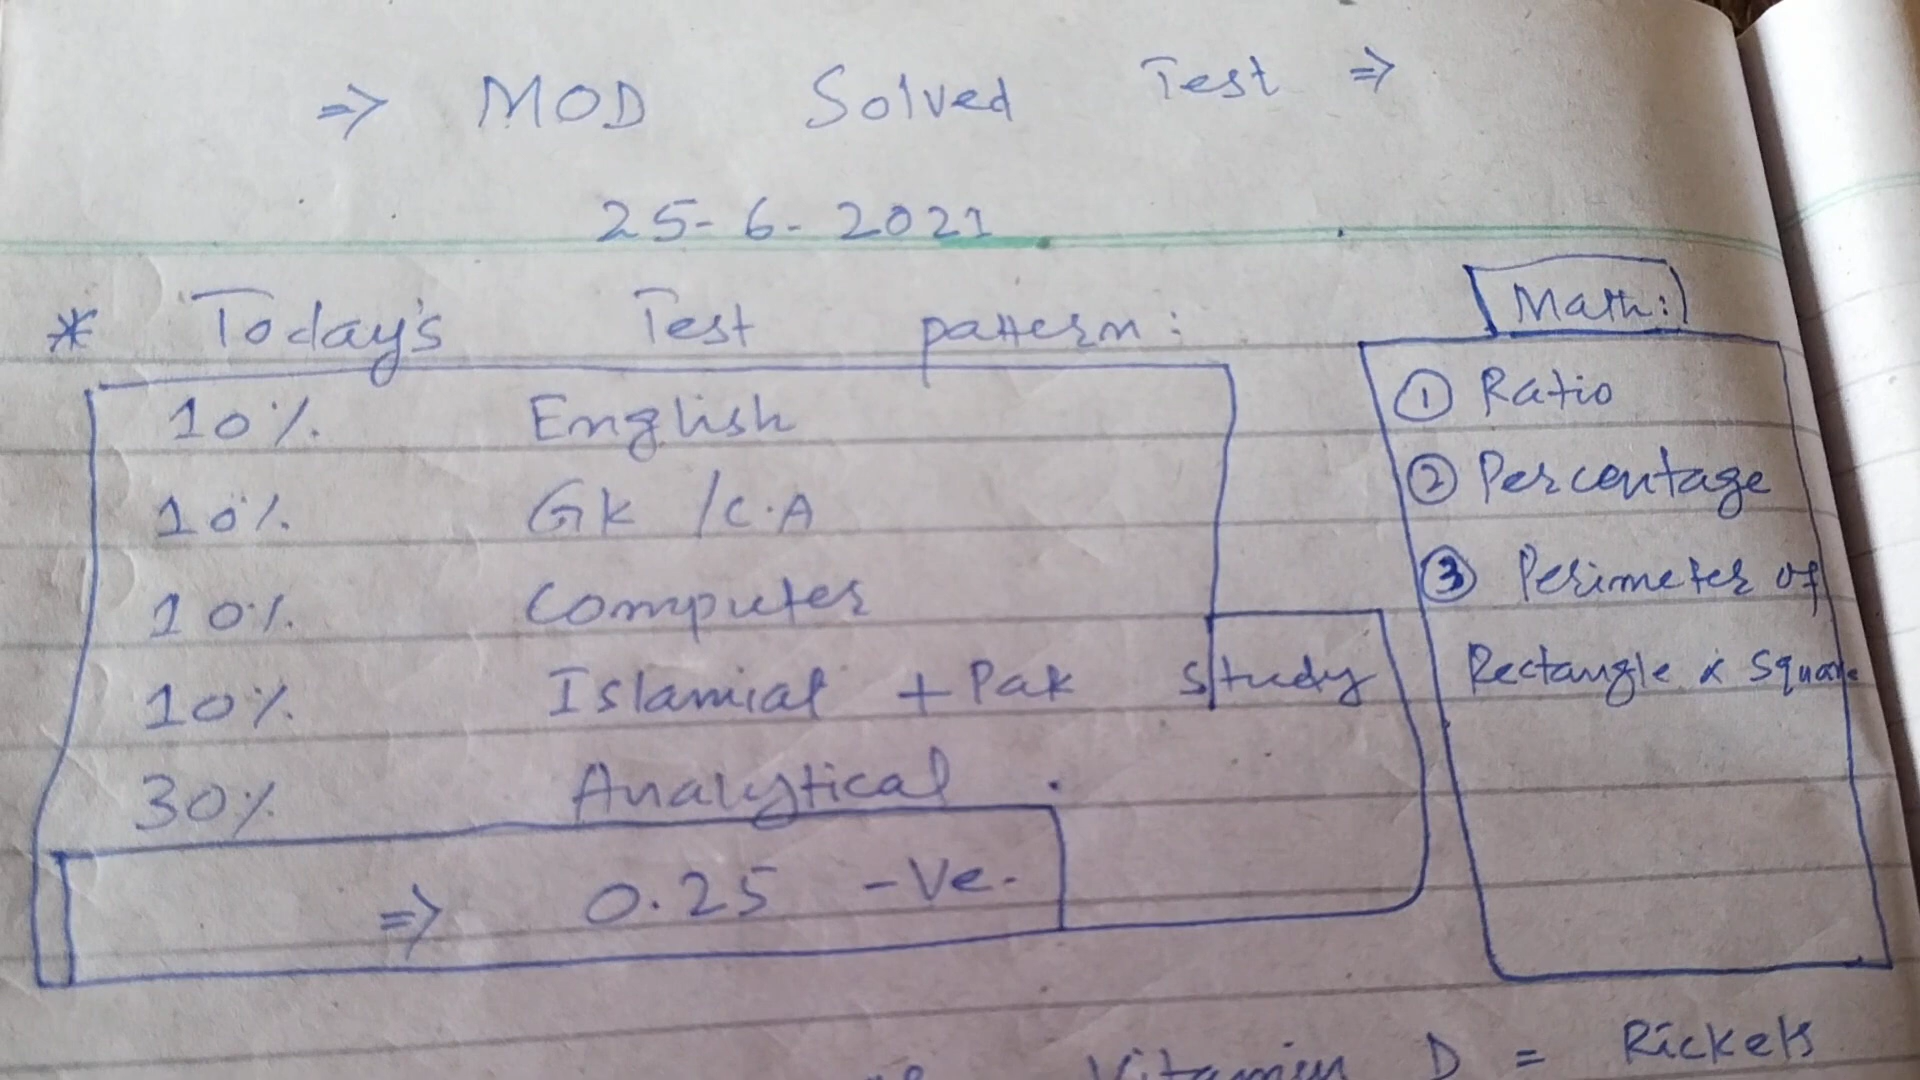 ⇒ MOD Solved Test ⇒
25-6-2021
* Today's Test pattern:
10% English
10% GK /C.A
10% Computer
10% Islamiat + Pak study
30% Analytical.
⇒ 0.25 -Ve.
Math:
① Ratio
② Percentage
③ Perimeter of
Rectangle & Square
Vitamin D = Rickets